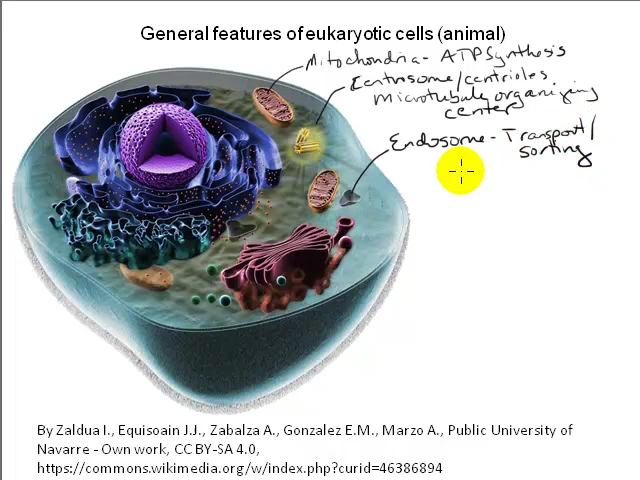 General features of eukaryotic cells (animal)
Mitochondria - ATP Synthesis
Centrosome/centrioles
Microtubule organizing
center
Endosome - Transport/
sorting
By Zaldua I., Equisoain J.J., Zabalza A., Gonzalez E.M., Marzo A., Public University of
Navarre - Own work, CC BY-SA 4.0,
https://commons.wikimedia.org/w/index.php?curid=46386894